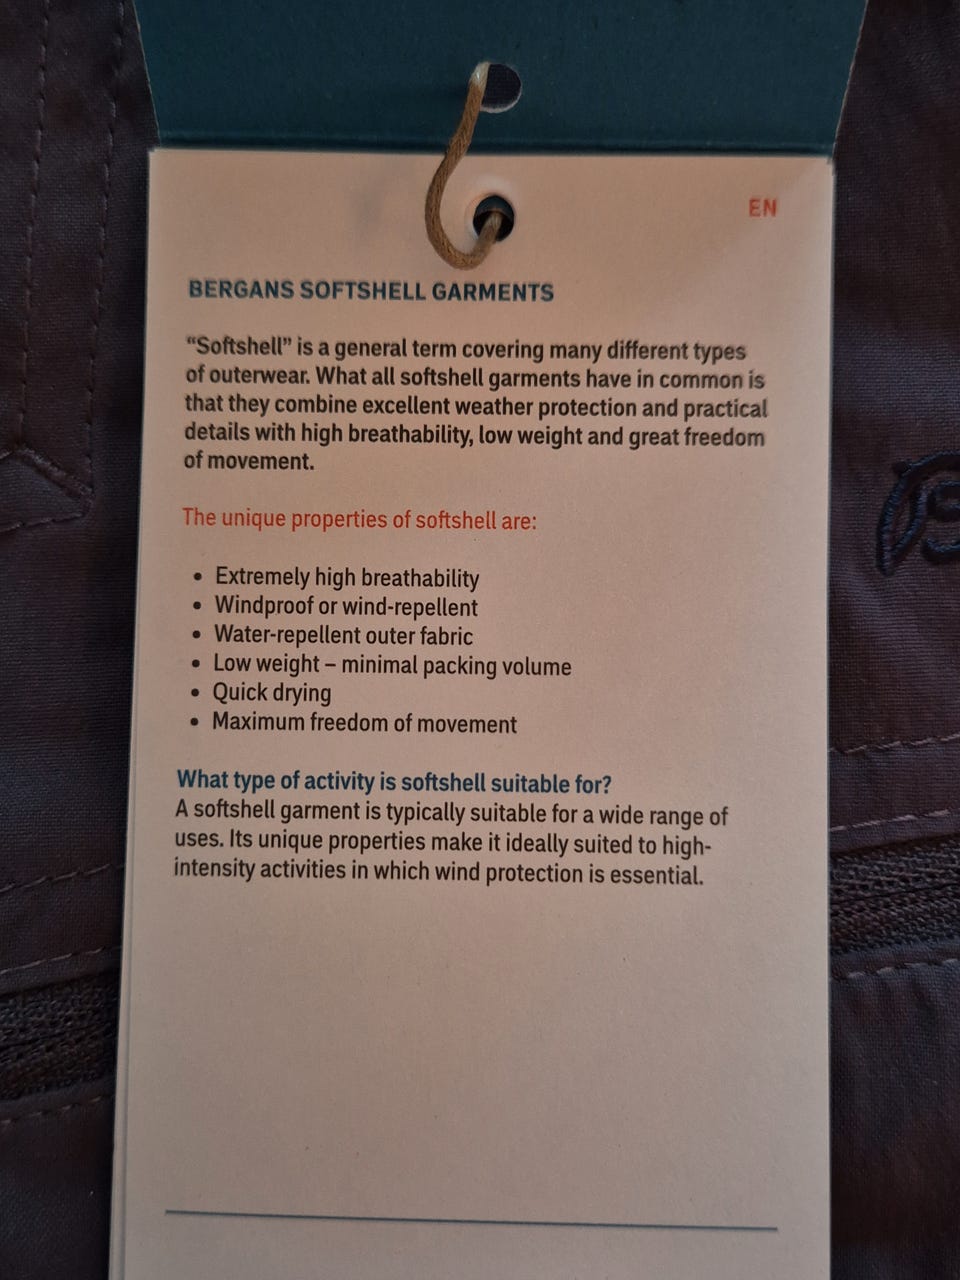 EN
BERGANS SOFTSHELL GARMENTS
“Softshell” is a general term covering many different types
of outerwear. What all softshell garments have in common is
that they combine excellent weather protection and practical
details with high breathability, low weight and great freedom
of movement.
The unique properties of softshell are:
• Extremely high breathability
• Windproof or wind-repellent
• Water-repellent outer fabric
• Low weight – minimal packing volume
• Quick drying
• Maximum freedom of movement
What type of activity is softshell suitable for?
A softshell garment is typically suitable for a wide range of
uses. Its unique properties make it ideally suited to high-
intensity activities in which wind protection is essential.